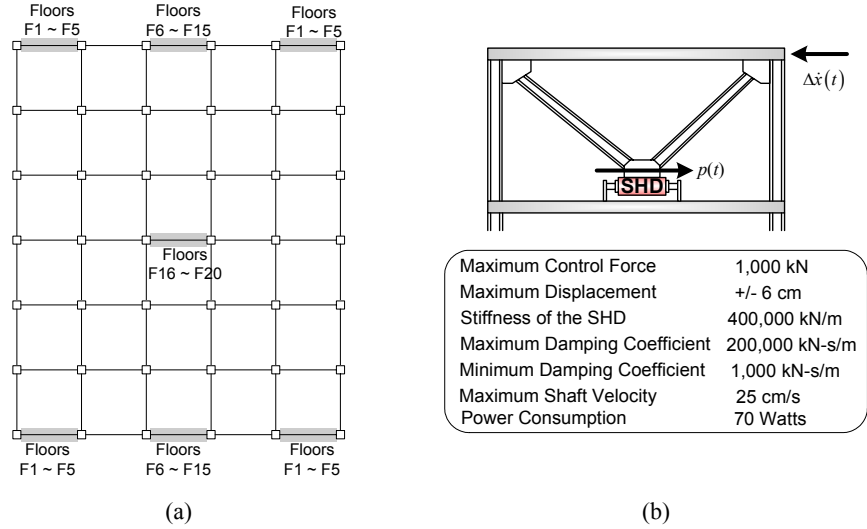 Floors
F1 ~ F5
Floors
F6 ~ F15
Floors
F1 ~ F5
Floors
F16 ~ F20
Floors
F1 ~ F5
Floors
F6 ~ F15
Floors
F1 ~ F5
(a)
Δẋ(t)
p(t)
SHD
Maximum Control Force 1,000 kN
Maximum Displacement +/- 6 cm
Stiffness of the SHD 400,000 kN/m
Maximum Damping Coefficient 200,000 kN-s/m
Minimum Damping Coefficient 1,000 kN-s/m
Maximum Shaft Velocity 25 cm/s
Power Consumption 70 Watts
(b)